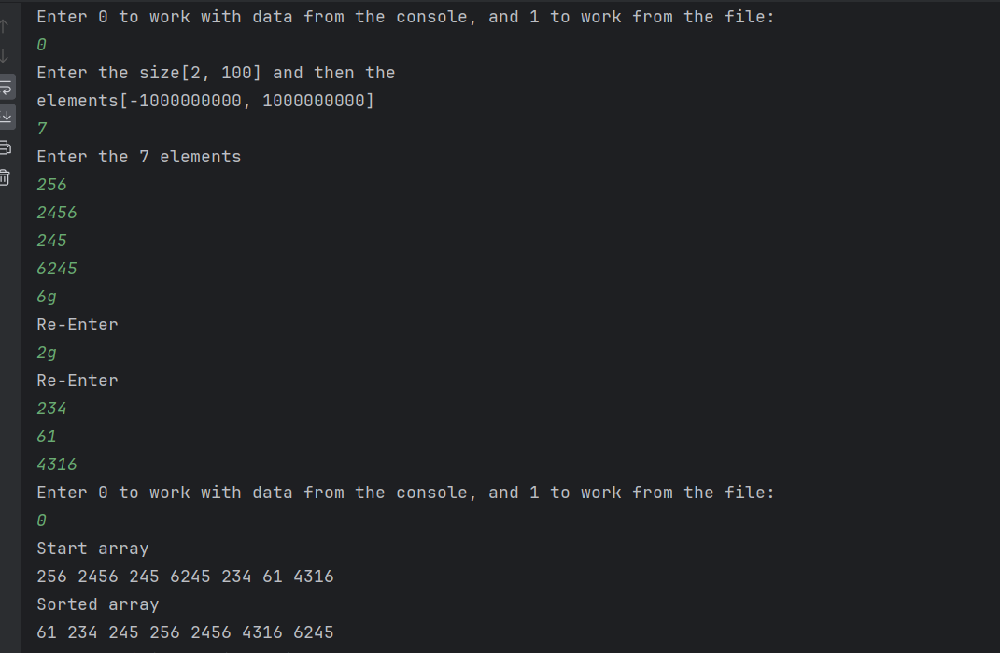 Enter 0 to work with data from the console, and 1 to work from the file:
0
Enter the size[2, 100] and then the
elements[-1000000000, 1000000000]
7
Enter the 7 elements
256
2456
245
6245
6g
Re-Enter
2g
Re-Enter
234
61
4316
Enter 0 to work with data from the console, and 1 to work from the file:
0
Start array
256 2456 245 6245 234 61 4316
Sorted array
61 234 245 256 2456 4316 6245